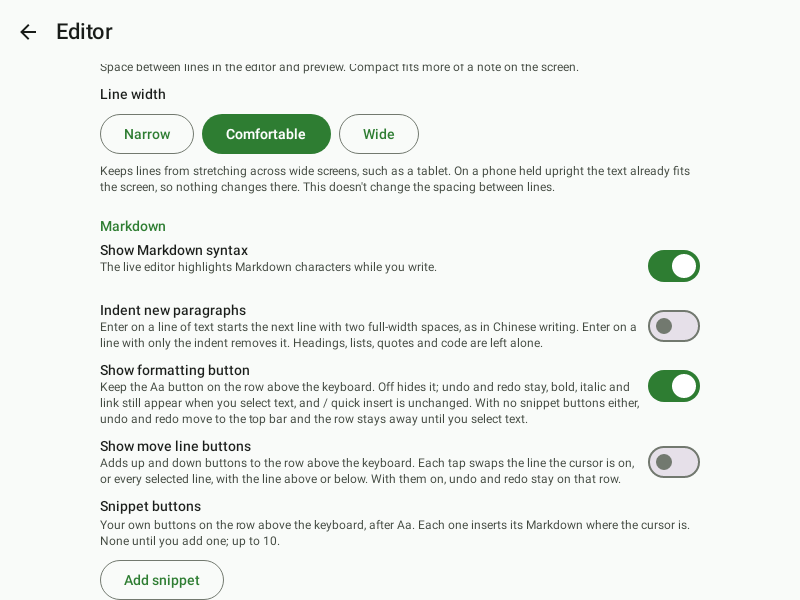 Editor
Space between lines in the editor and preview. Compact fits more of a note on the screen.
Line width
Narrow
Comfortable
Wide
Keeps lines from stretching across wide screens, such as a tablet. On a phone held upright the text already fits
the screen, so nothing changes there. This doesn't change the spacing between lines.
Markdown
Show Markdown syntax
The live editor highlights Markdown characters while you write.
Indent new paragraphs
Enter on a line of text starts the next line with two full-width spaces, as in Chinese writing. Enter on a
line with only the indent removes it. Headings, lists, quotes and code are left alone.
Show formatting button
Keep the Aa button on the row above the keyboard. Off hides it; undo and redo stay, bold, italic and
link still appear when you select text, and / quick insert is unchanged. With no snippet buttons either,
undo and redo move to the top bar and the row stays away until you select text.
Show move line buttons
Adds up and down buttons to the row above the keyboard. Each tap swaps the line the cursor is on,
or every selected line, with the line above or below. With them on, undo and redo stay on that row.
Snippet buttons
Your own buttons on the row above the keyboard, after Aa. Each one inserts its Markdown where the cursor is.
None until you add one; up to 10.
Add snippet